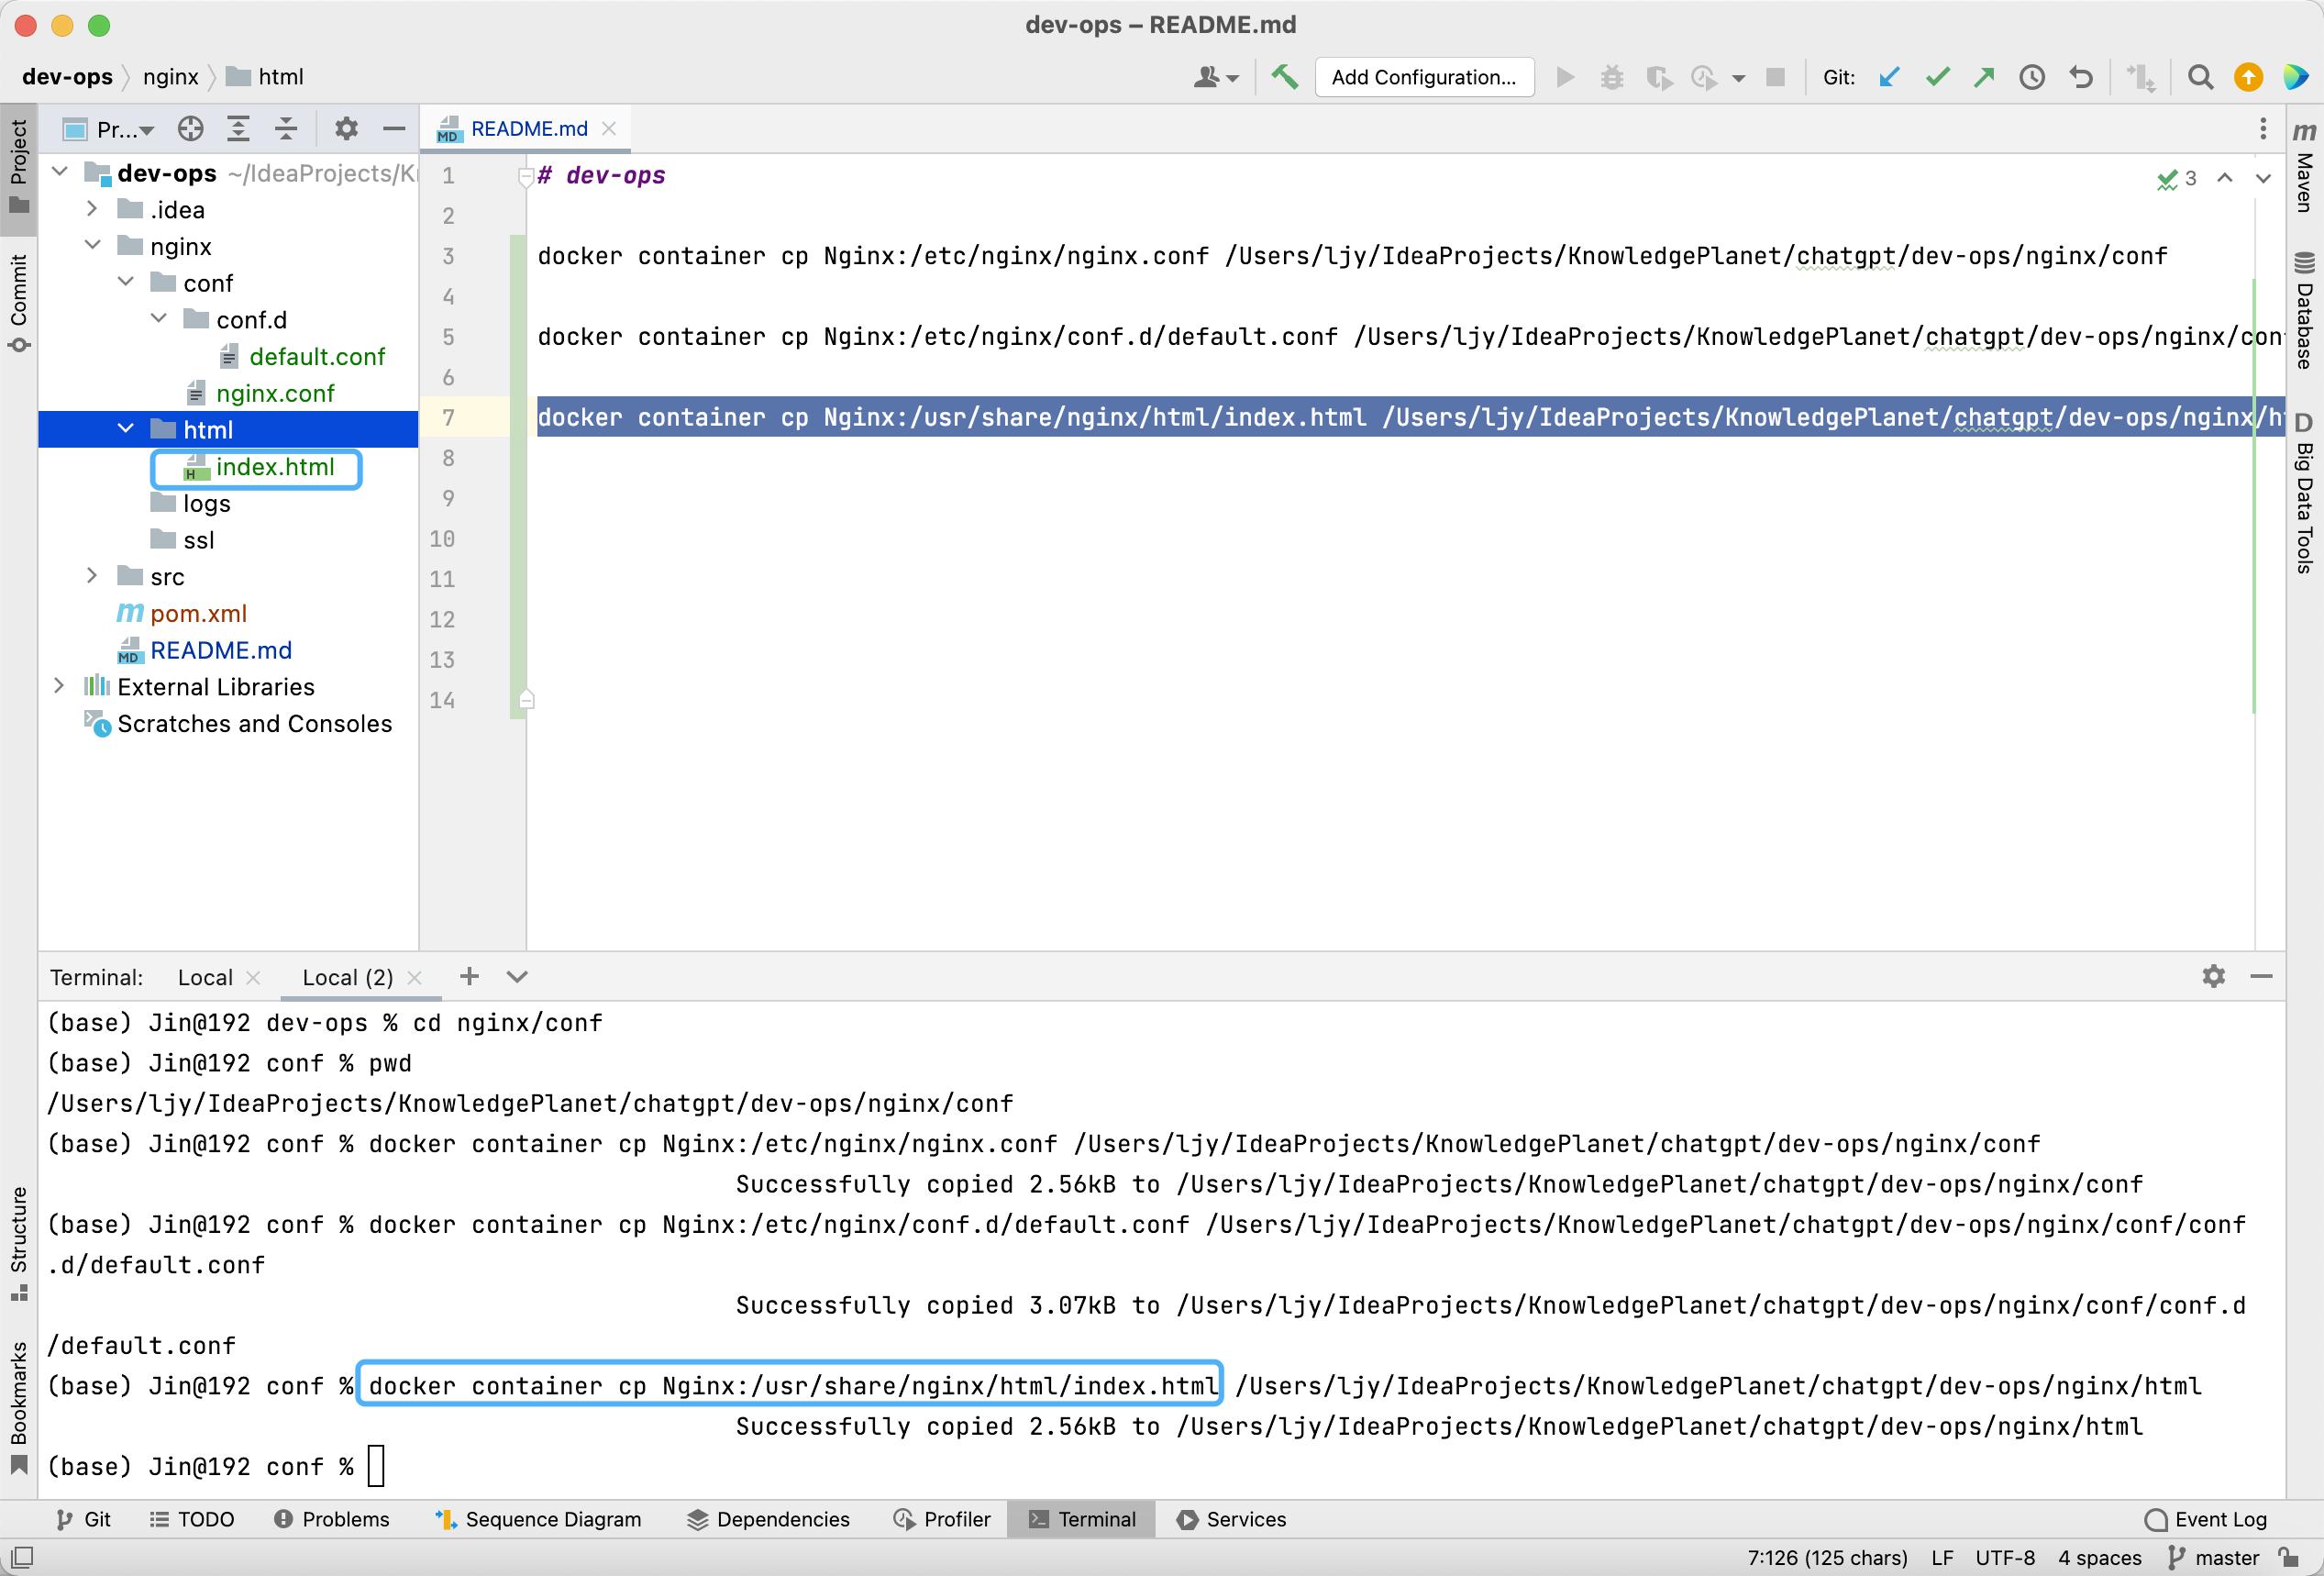 dev-ops – README.md
dev-ops nginx html
Add Configuration...
Git:
Project
Commit
Structure
Bookmarks
Pr...
dev-ops ~/IdeaProjects/K
.idea
nginx
conf
conf.d
default.conf
nginx.conf
html
index.html
logs
ssl
src
pom.xml
README.md
External Libraries
Scratches and Consoles
README.md
1 # dev-ops
2
3 docker container cp Nginx:/etc/nginx/nginx.conf /Users/ljy/IdeaProjects/KnowledgePlanet/chatgpt/dev-ops/nginx/conf
4
5 docker container cp Nginx:/etc/nginx/conf.d/default.conf /Users/ljy/IdeaProjects/KnowledgePlanet/chatgpt/dev-ops/nginx/con
6
7 docker container cp Nginx:/usr/share/nginx/html/index.html /Users/ljy/IdeaProjects/KnowledgePlanet/chatgpt/dev-ops/nginx/h
8
9
10
11
12
13
14
3
Maven
Database
Big Data Tools
Terminal: Local Local (2)
(base) Jin@192 dev-ops % cd nginx/conf
(base) Jin@192 conf % pwd
/Users/ljy/IdeaProjects/KnowledgePlanet/chatgpt/dev-ops/nginx/conf
(base) Jin@192 conf % docker container cp Nginx:/etc/nginx/nginx.conf /Users/ljy/IdeaProjects/KnowledgePlanet/chatgpt/dev-ops/nginx/conf
Successfully copied 2.56kB to /Users/ljy/IdeaProjects/KnowledgePlanet/chatgpt/dev-ops/nginx/conf
(base) Jin@192 conf % docker container cp Nginx:/etc/nginx/conf.d/default.conf /Users/ljy/IdeaProjects/KnowledgePlanet/chatgpt/dev-ops/nginx/conf/conf
.d/default.conf
Successfully copied 3.07kB to /Users/ljy/IdeaProjects/KnowledgePlanet/chatgpt/dev-ops/nginx/conf/conf.d
/default.conf
(base) Jin@192 conf % docker container cp Nginx:/usr/share/nginx/html/index.html /Users/ljy/IdeaProjects/KnowledgePlanet/chatgpt/dev-ops/nginx/html
Successfully copied 2.56kB to /Users/ljy/IdeaProjects/KnowledgePlanet/chatgpt/dev-ops/nginx/html
(base) Jin@192 conf %
Git TODO Problems Sequence Diagram Dependencies Profiler Terminal Services Event Log
7:126 (125 chars) LF UTF-8 4 spaces master